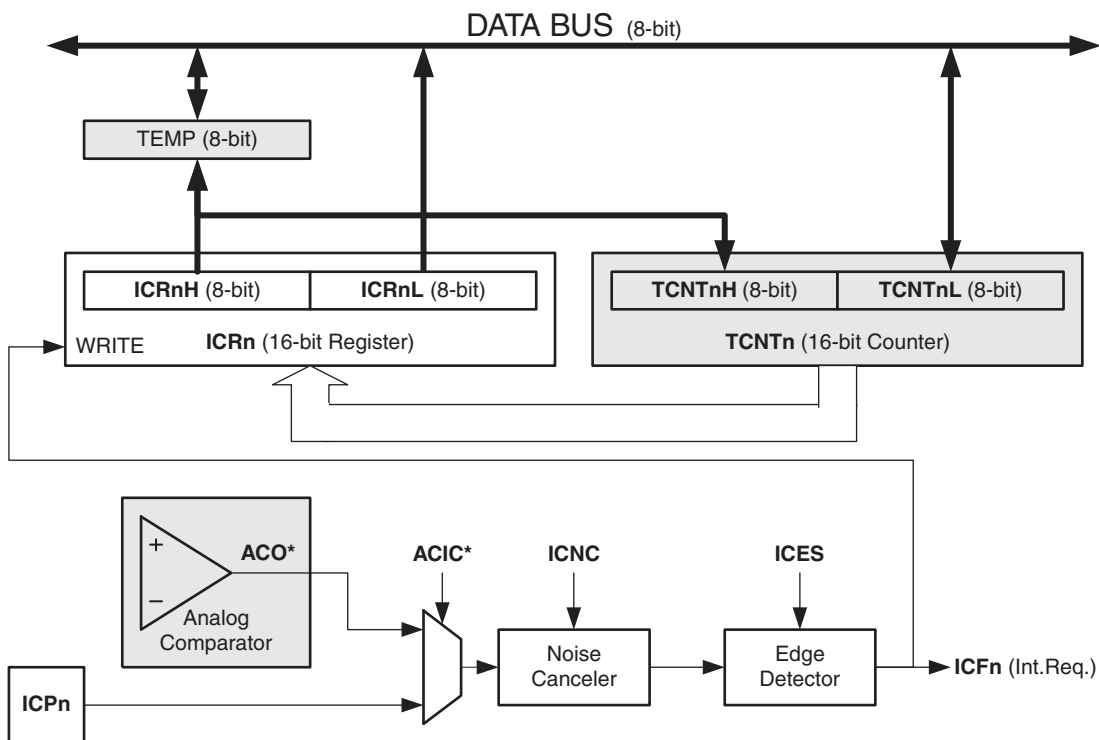 DATA BUS (8-bit)
TEMP (8-bit)
ICRnH (8-bit)
ICRnL (8-bit)
TCNTnH (8-bit)
TCNTnL (8-bit)
WRITE
ICRn (16-bit Register)
TCNTn (16-bit Counter)
+
ACO*
−
Analog
Comparator
ACIC*
ICNC
ICES
Noise
Canceler
Edge
Detector
ICFn (Int.Req.)
ICPn